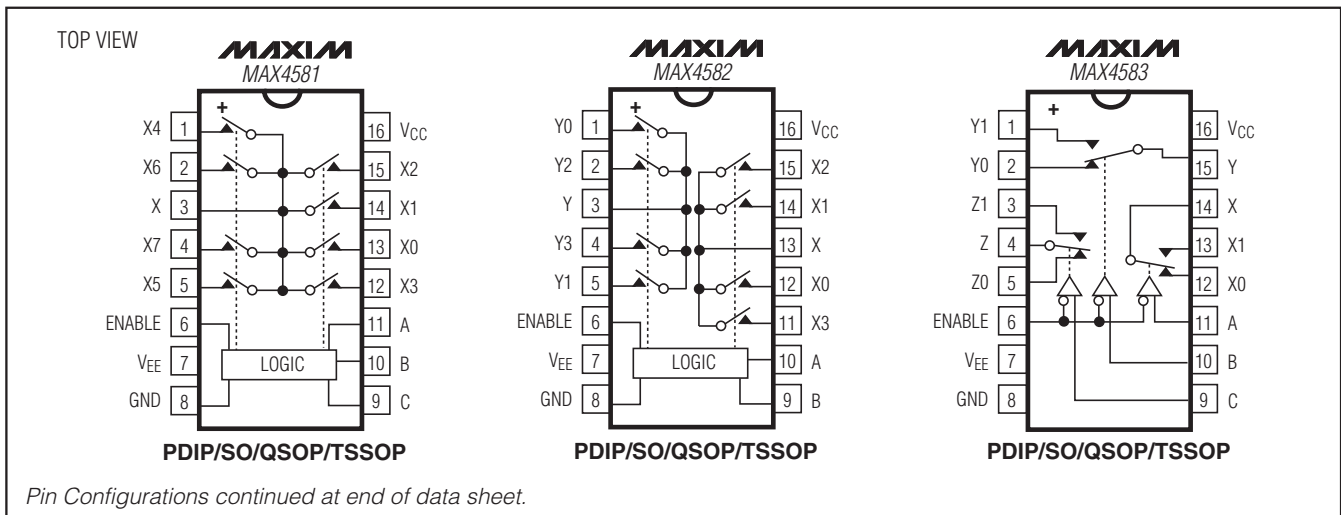 TOP VIEW
MAXIM
MAX4581
+
X4 1
X6 2
X 3
X7 4
X5 5
ENABLE 6
VEE 7
GND 8
16 VCC
15 X2
14 X1
13 X0
12 X3
11 A
10 B
9 C
LOGIC
PDIP/SO/QSOP/TSSOP
MAXIM
MAX4582
+
Y0 1
Y2 2
Y 3
Y3 4
Y1 5
ENABLE 6
VEE 7
GND 8
16 VCC
15 X2
14 X1
13 X
12 X0
11 X3
10 A
9 B
LOGIC
PDIP/SO/QSOP/TSSOP
MAXIM
MAX4583
+
Y1 1
Y0 2
Z1 3
Z 4
Z0 5
ENABLE 6
VEE 7
GND 8
16 VCC
15 Y
14 X
13 X1
12 X0
11 A
10 B
9 C
PDIP/SO/QSOP/TSSOP
Pin Configurations continued at end of data sheet.